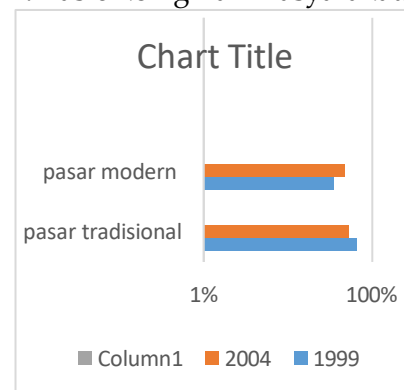 Chart Title
pasar modern
pasar tradisional
1% 100%
Column1 2004 1999